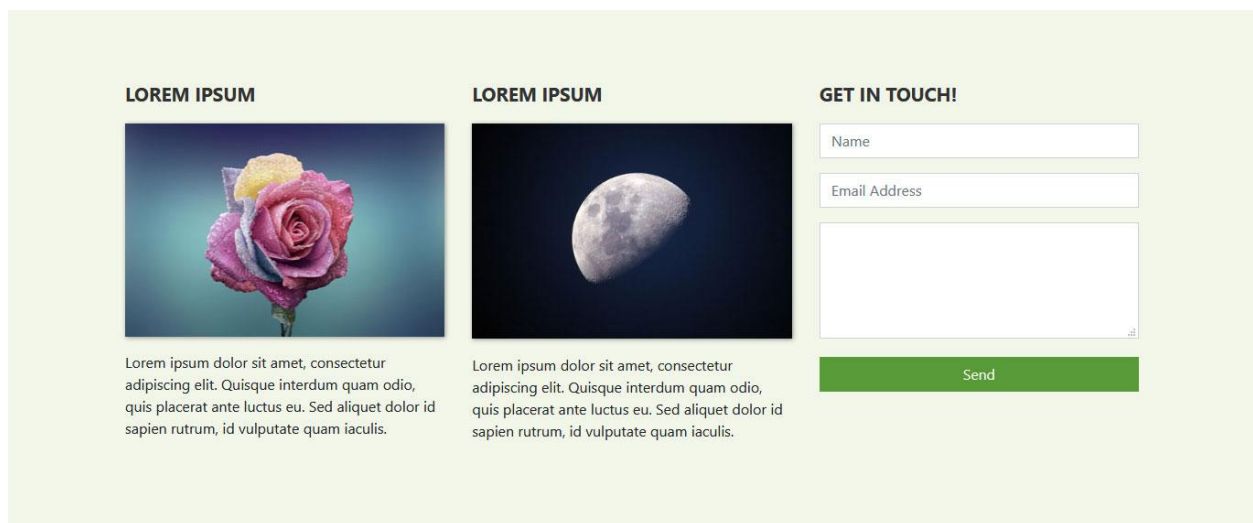 LOREM IPSUM
Lorem ipsum dolor sit amet, consectetur
adipiscing elit. Quisque interdum quam odio,
quis placerat ante luctus eu. Sed aliquet dolor id
sapien rutrum, id vulputate quam iaculis.
LOREM IPSUM
Lorem ipsum dolor sit amet, consectetur
adipiscing elit. Quisque interdum quam odio,
quis placerat ante luctus eu. Sed aliquet dolor id
sapien rutrum, id vulputate quam iaculis.
GET IN TOUCH!
Name
Email Address
Send